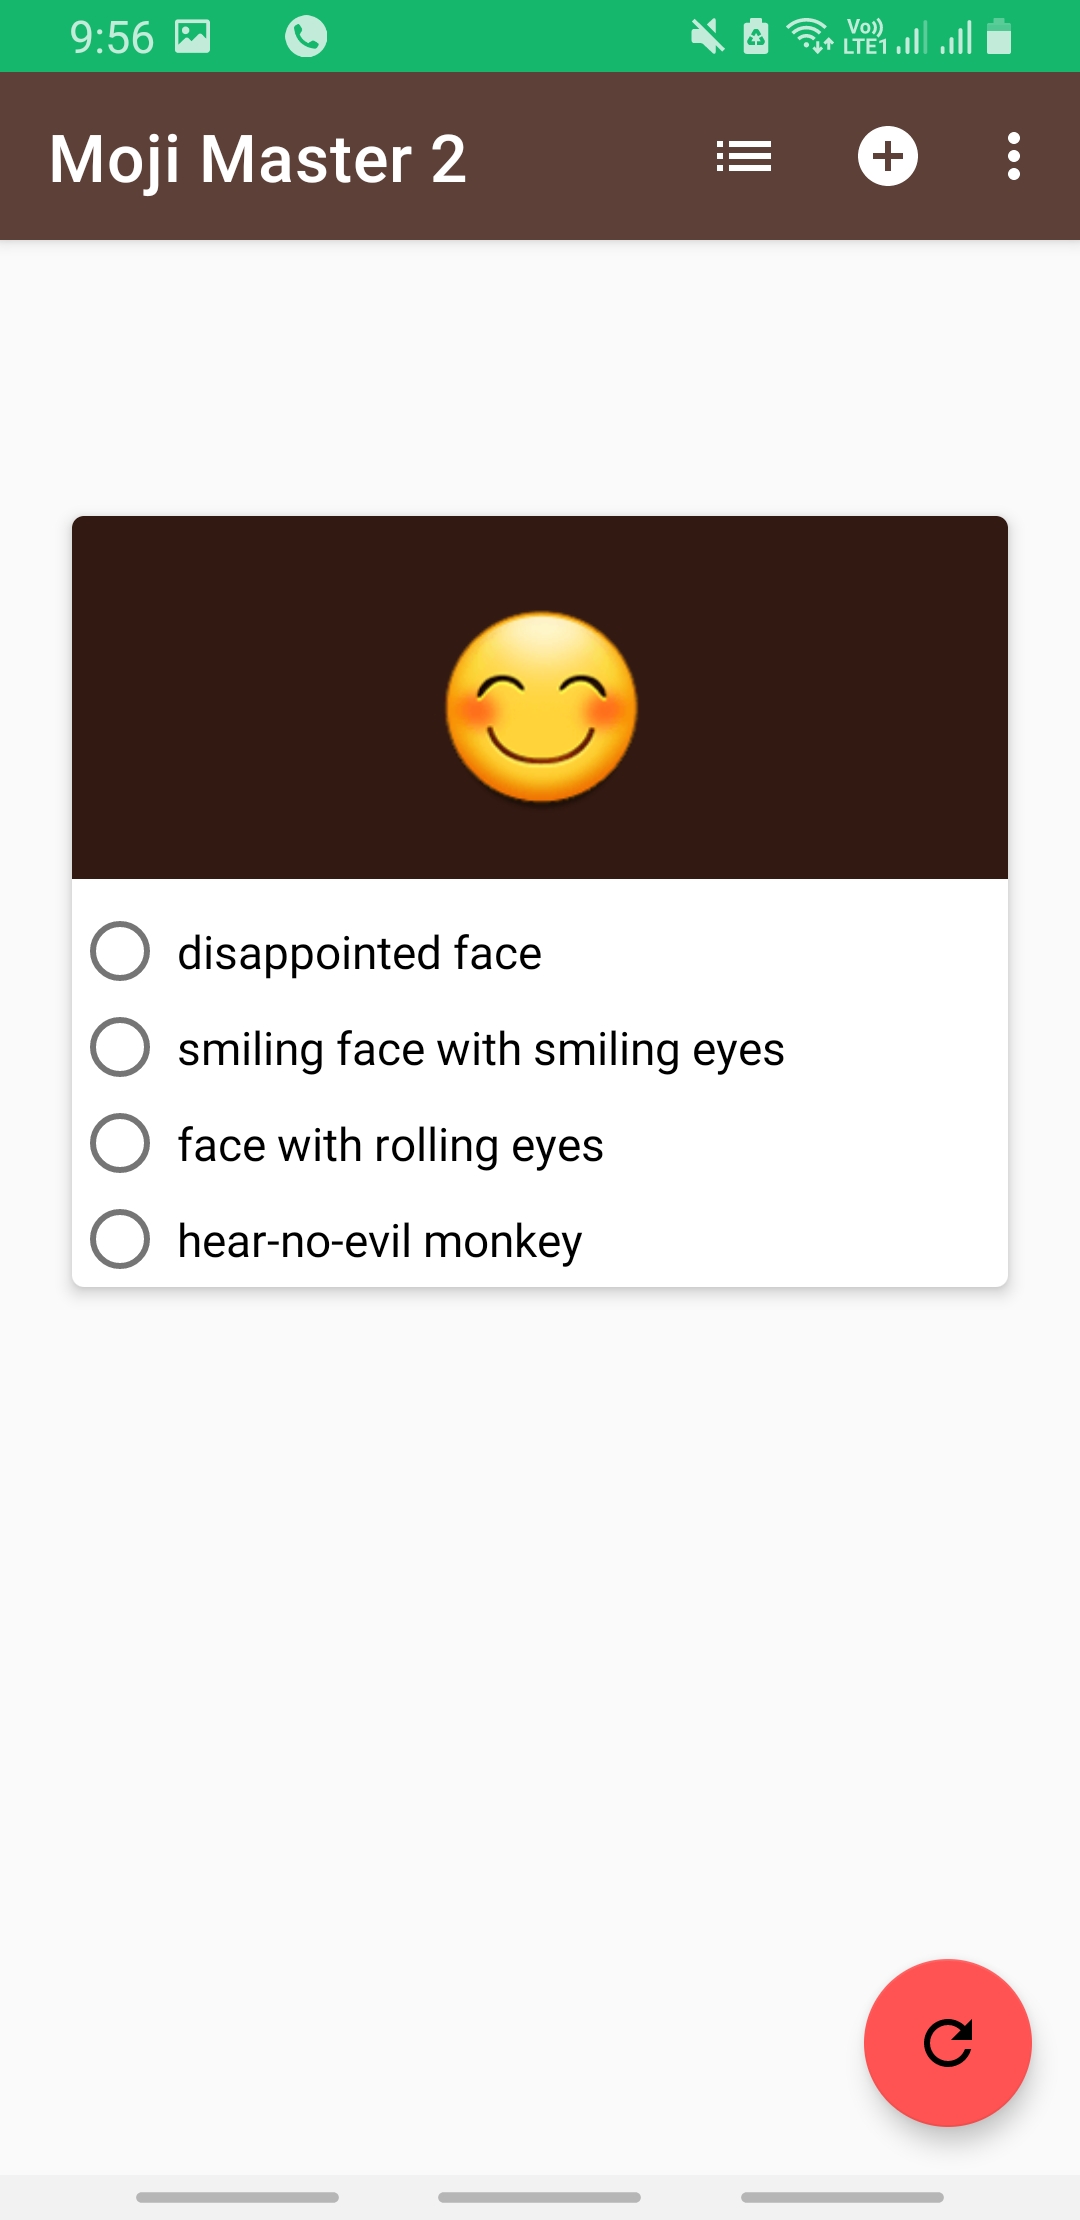 9:56
Vo))
LTE1
Moji Master 2
disappointed face
smiling face with smiling eyes
face with rolling eyes
hear-no-evil monkey